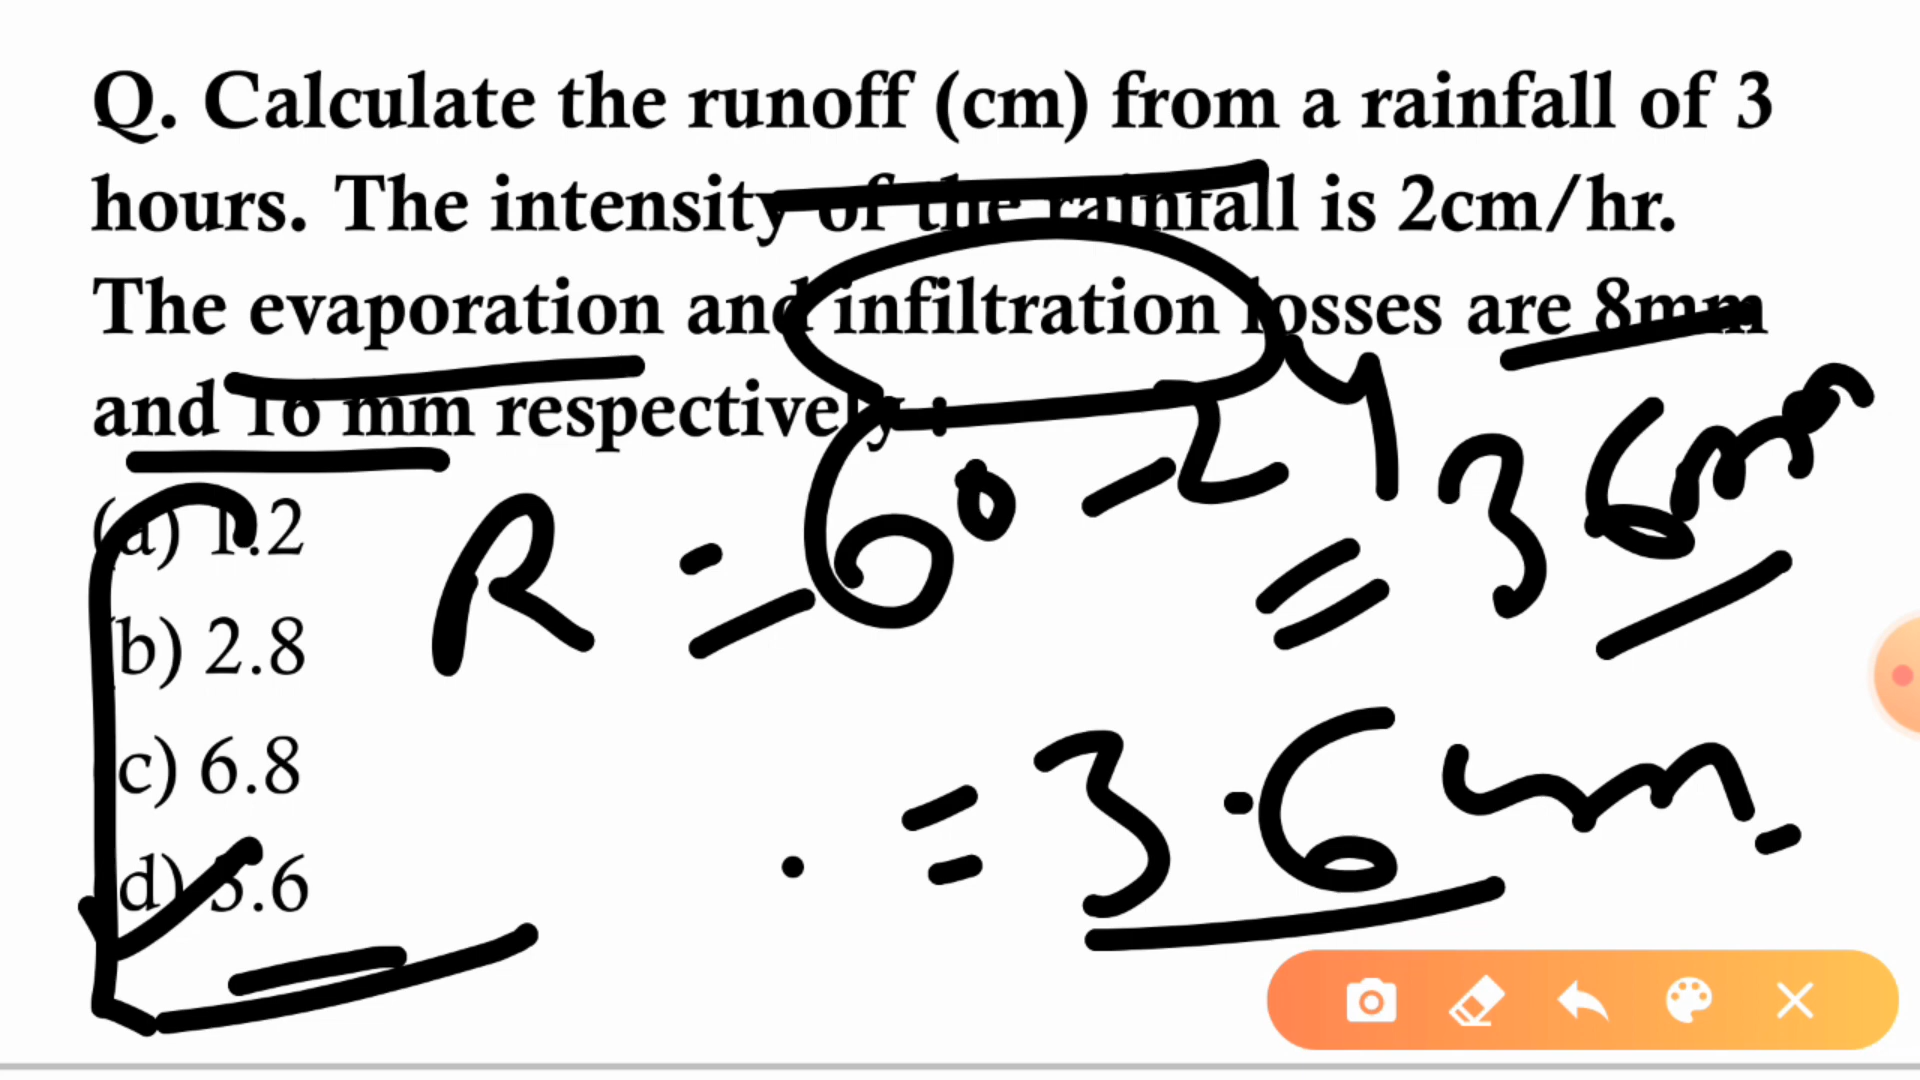 Q. Calculate the runoff (cm) from a rainfall of 3
hours. The intensity of the rainfall is 2cm/hr.
The evaporation and infiltration losses are 8mm
and 16 mm respectively :
R = 60 - 24 = 36mm
(a) 1.2
(b) 2.8
(c) 6.8
= 3.6 cm.
(d) 3.6